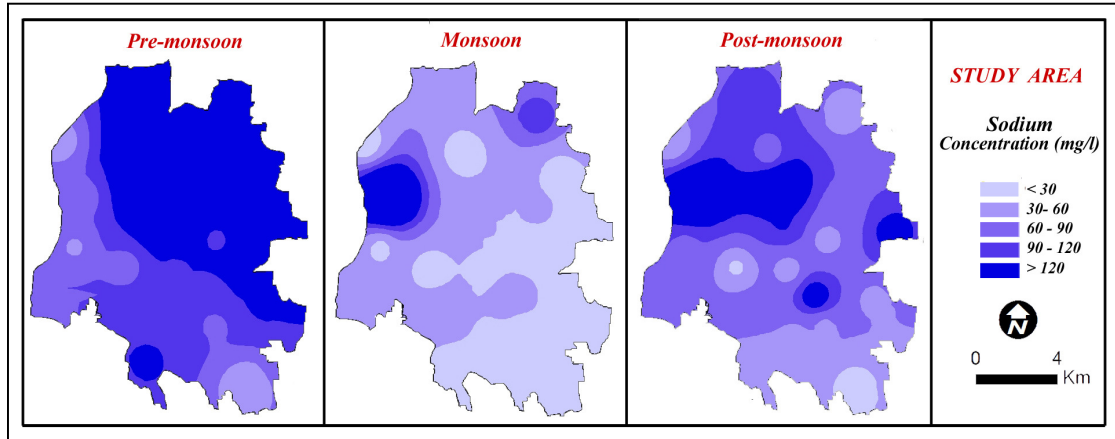 Pre-monsoon
Monsoon
Post-monsoon
STUDY AREA
Sodium
Concentration (mg/l)
< 30
30- 60
60 - 90
90 - 120
> 120
N
0 4
Km